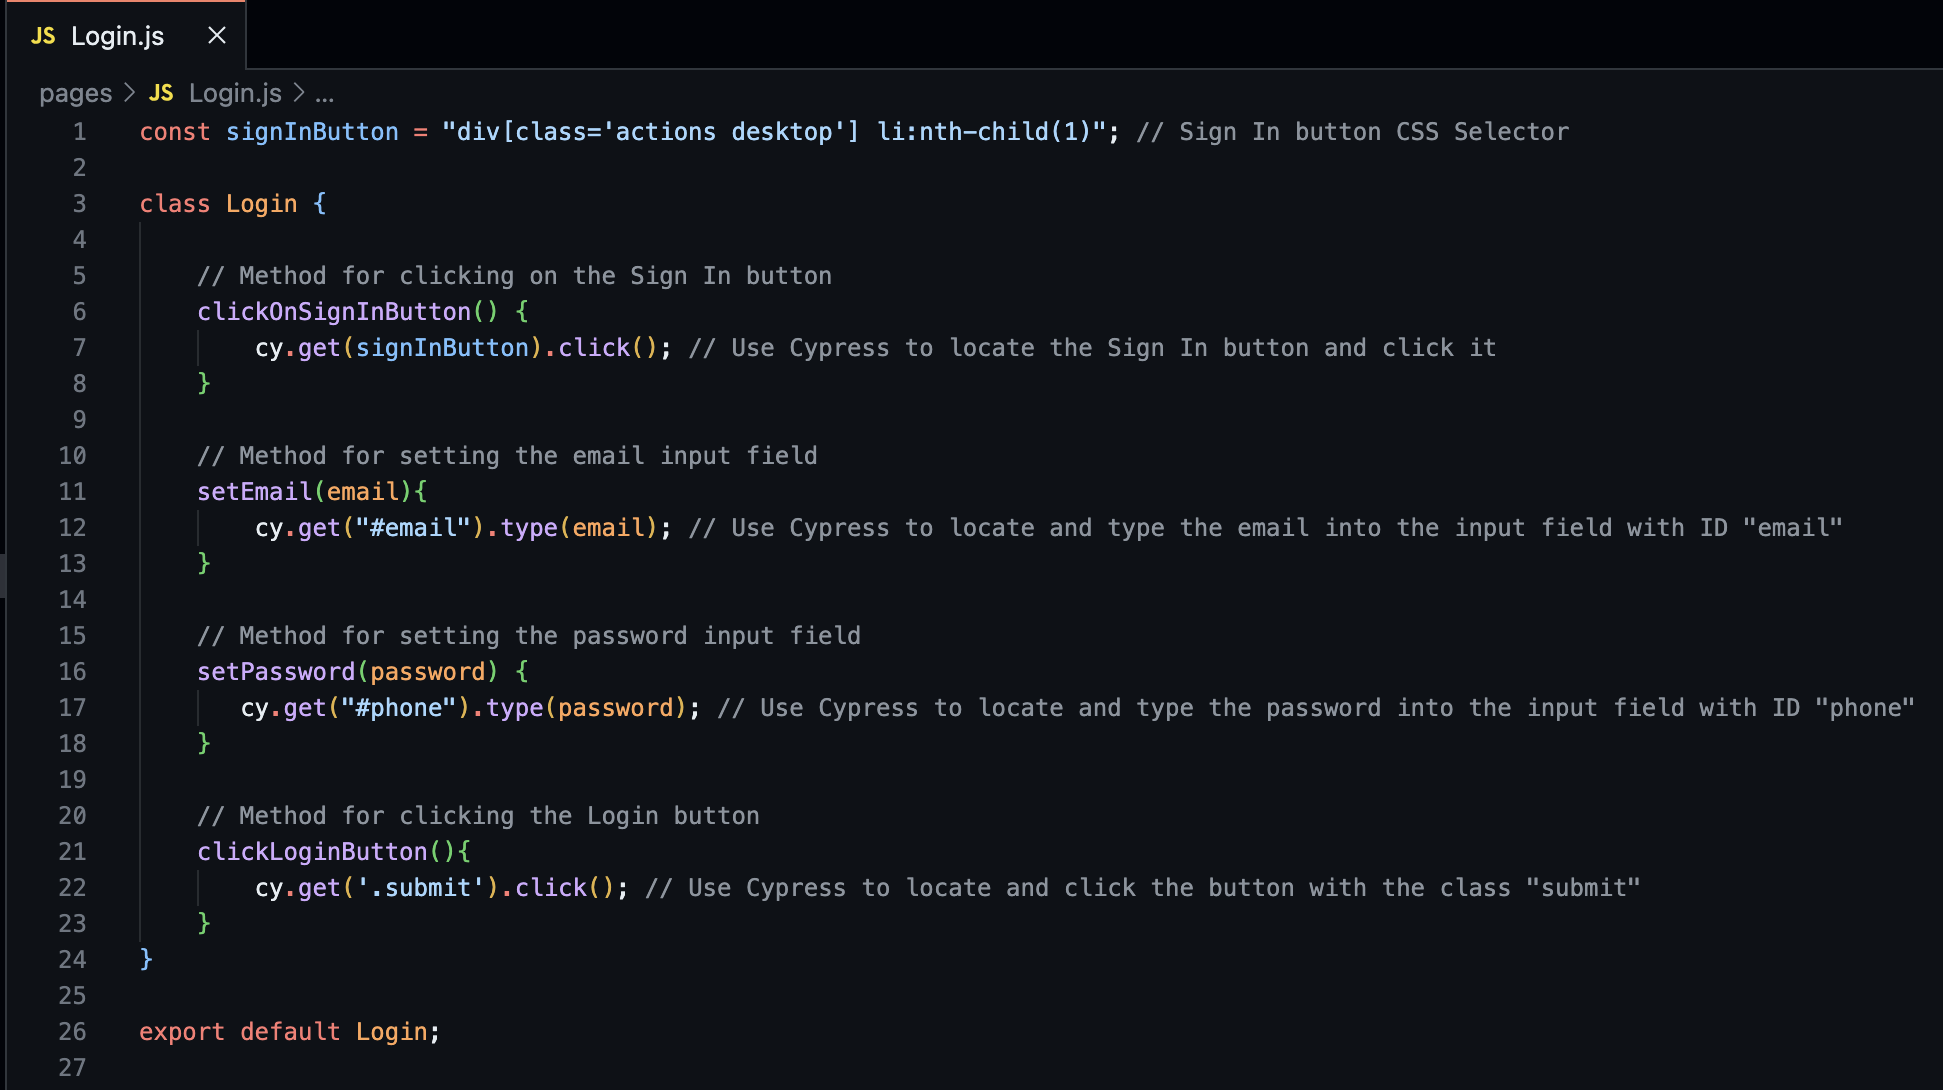 JS Login.js ×
pages > JS Login.js > ...
1 const signInButton = "div[class='actions desktop'] li:nth-child(1)"; // Sign In button CSS Selector
2
3 class Login {
4
5     // Method for clicking on the Sign In button
6     clickOnSignInButton() {
7         cy.get(signInButton).click(); // Use Cypress to locate the Sign In button and click it
8     }
9
10     // Method for setting the email input field
11     setEmail(email){
12         cy.get("#email").type(email); // Use Cypress to locate and type the email into the input field with ID "email"
13     }
14
15     // Method for setting the password input field
16     setPassword(password) {
17        cy.get("#phone").type(password); // Use Cypress to locate and type the password into the input field with ID "phone"
18     }
19
20     // Method for clicking the Login button
21     clickLoginButton(){
22         cy.get('.submit').click(); // Use Cypress to locate and click the button with the class "submit"
23     }
24 }
25
26 export default Login;
27